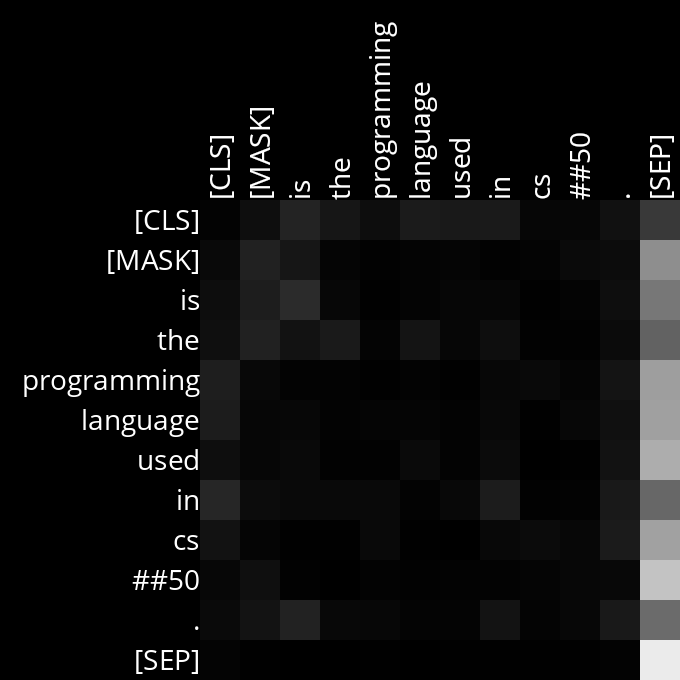 [CLS]
[MASK]
is
the
programming
language
used
in
cs
##50
.
[SEP]
[CLS]
[MASK]
is
the
programming
language
used
in
cs
##50
.
[SEP]